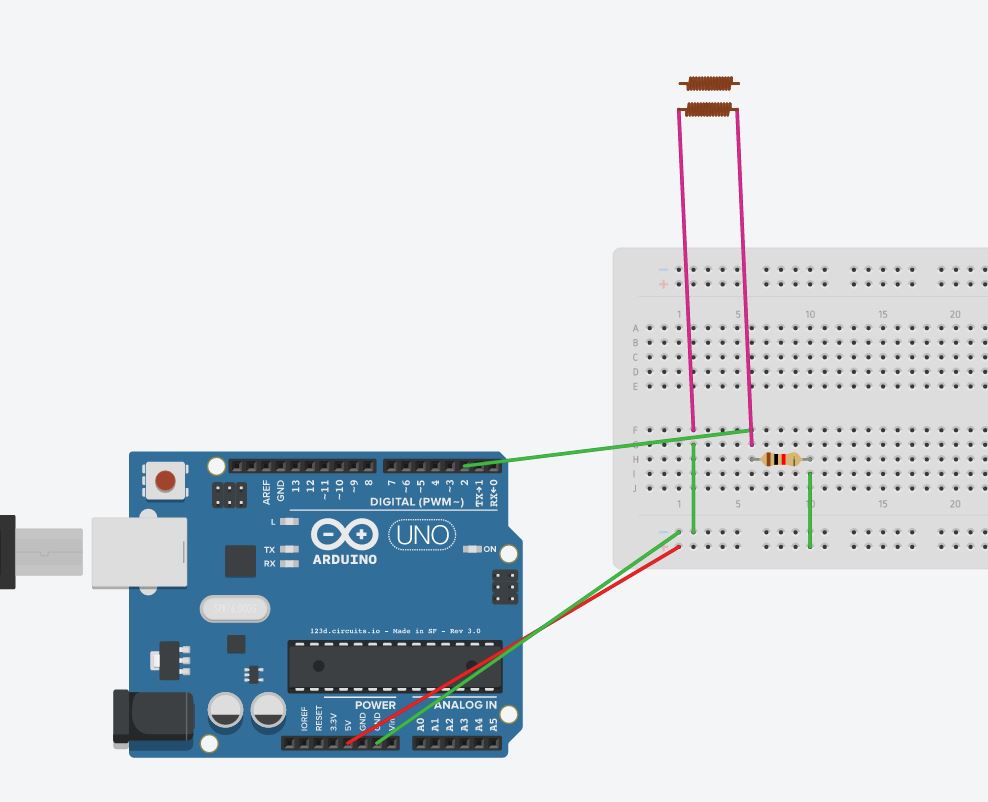 − 
+
1 5 10 15 20
A
B
C
D
E
F
G
H
I
J
1 5 10 15 20
−
AREF
GND
13
12
~11
~10
~9
8
7
~6
~5
4
~3
2
TX→1
RX←0
DIGITAL (PWM~)
L
TX
RX
ARDUINO
UNO
ON
123d.circuits.io - Made in SF - Rev 3.0
POWER
ANALOG IN
IOREF
RESET
3.3V
5V
GND
GND
Vin
A0
A1
A2
A3
A4
A5